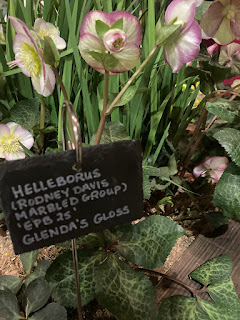 HELLEBORUS
(RODNEY DAVIS
MARBLED GROUP)
'EPB 25'
GLENDA'S GLOSS